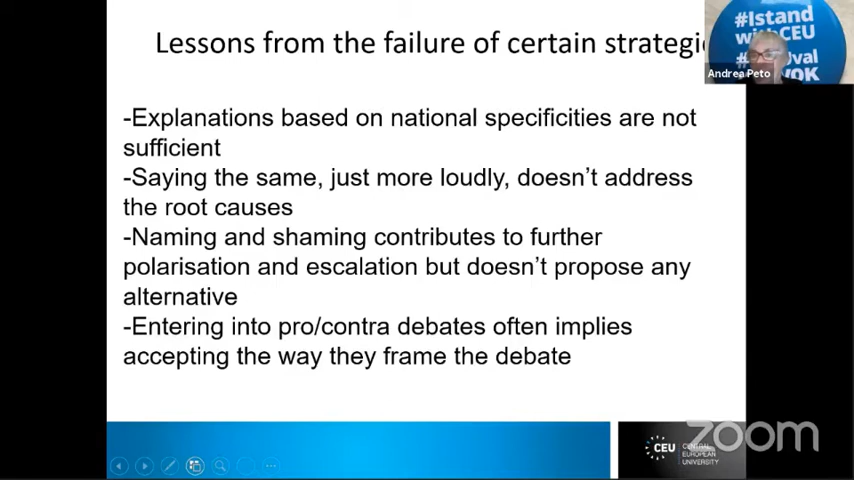 Lessons from the failure of certain strategi
#Istand
withCEU
Andrea Peto
-Explanations based on national specificities are not
sufficient
-Saying the same, just more loudly, doesn't address
the root causes
-Naming and shaming contributes to further
polarisation and escalation but doesn't propose any
alternative
-Entering into pro/contra debates often implies
accepting the way they frame the debate
CEU
CENTRAL
EUROPEAN
UNIVERSITY
zoom